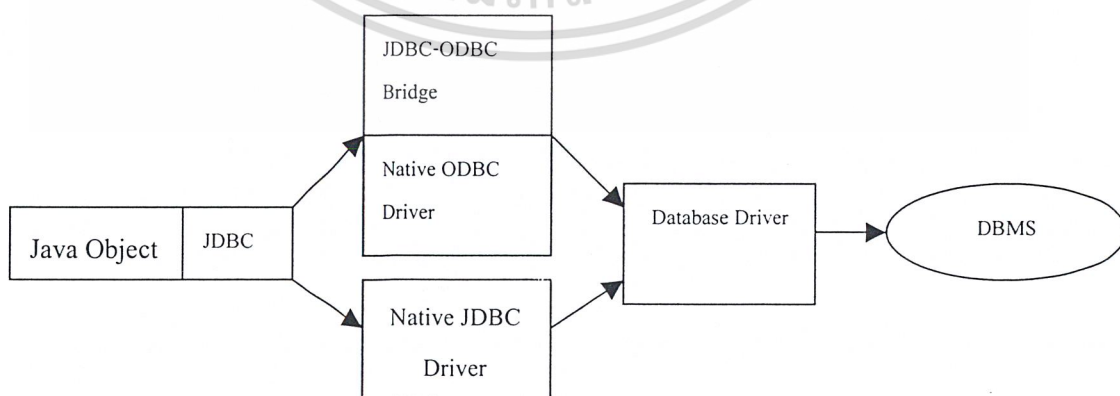 JDBC-ODBC
Bridge
Native ODBC
Driver
Java Object
JDBC
Database Driver
DBMS
Native JDBC
Driver